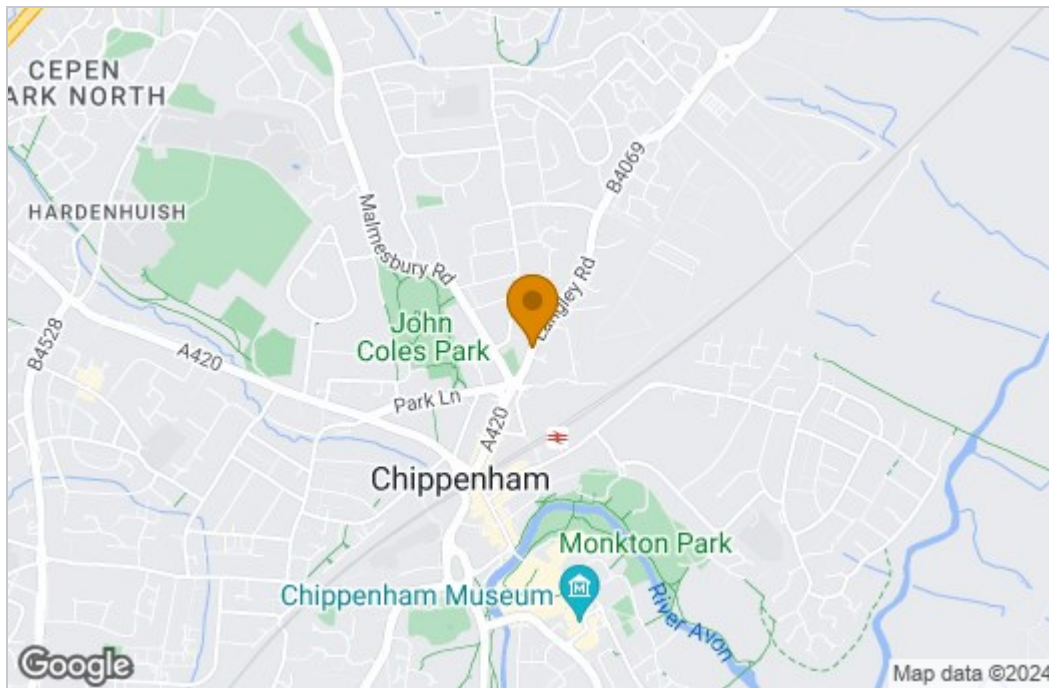 CEPEN
ARK NORTH
HARDENHUISH
Malmesbury Rd
B4069
Langley Rd
John
Coles Park
B4528
A420
Park Ln
A420
Chippenham
Monkton Park
Chippenham Museum
River Avon
Google
Map data ©2024